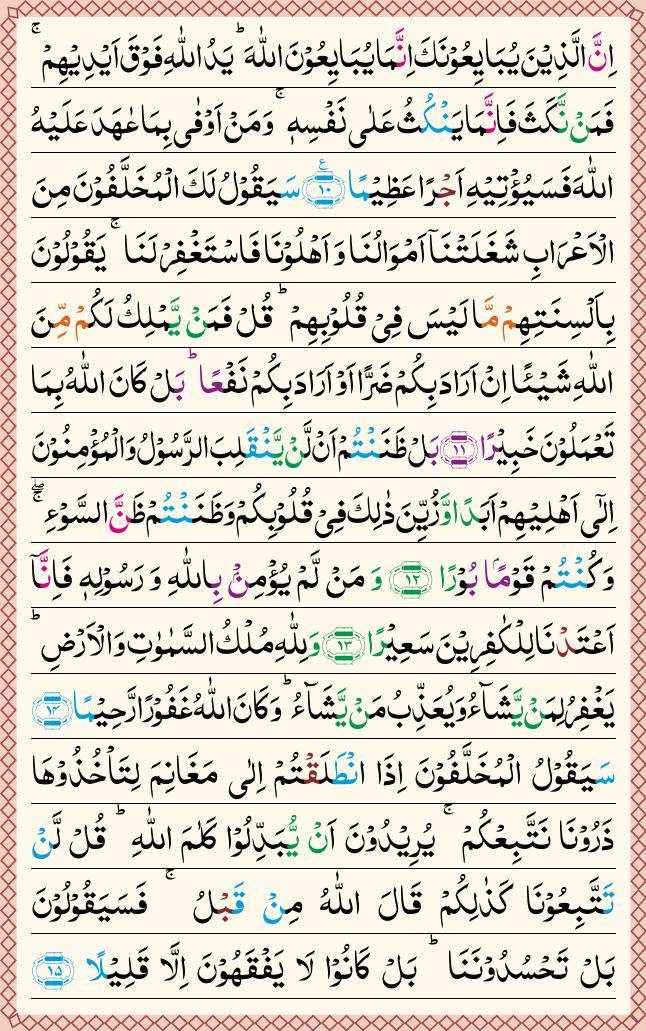 اِنَّ الَّذِيْنَ يُبَايِعُوْنَكَ اِنَّمَا يُبَايِعُوْنَ اللّٰهَ ؕ يَدُ اللّٰهِ فَوْقَ اَيْدِيْهِمْ ۚ
فَمَنْ نَّكَثَ فَاِنَّمَا يَنْكُثُ عَلٰى نَفْسِهٖ ۚ وَمَنْ اَوْفٰى بِمَا عٰهَدَ عَلَيْهُ
اللّٰهَ فَسَيُؤْتِيْهِ اَجْرًا عَظِيْمًا ﴿۱۰﴾ ع سَيَقُوْلُ لَكَ الْمُخَلَّفُوْنَ مِنَ
الْاَعْرَابِ شَغَلَتْنَاۤ اَمْوَالُنَا وَ اَهْلُوْنَا فَاسْتَغْفِرْ لَنَا ۚ يَقُوْلُوْنَ
بِاَلْسِنَتِهِمْ مَّا لَيْسَ فِيْ قُلُوْبِهِمْ ؕ قُلْ فَمَنْ يَّمْلِكُ لَكُمْ مِّنَ
اللّٰهِ شَيْـًٔا اِنْ اَرَادَ بِكُمْ ضَرًّا اَوْ اَرَادَ بِكُمْ نَفْعًۢا ؕ بَلْ كَانَ اللّٰهُ بِمَا
تَعْمَلُوْنَ خَبِيْرًۢا ﴿۱۱﴾ بَلْ ظَنَنْتُمْ اَنْ لَّنْ يَّنْقَلِبَ الرَّسُوْلُ وَالْمُؤْمِنُوْنَ
اِلٰۤى اَهْلِيْهِمْ اَبَدًا وَّ زُيِّنَ ذٰلِكَ فِيْ قُلُوْبِكُمْ وَظَنَنْتُمْ ظَنَّ السَّوْءِ ۖۚ
وَ كُنْتُمْ قَوْمًۢا بُوْرًا ﴿۱۲﴾ وَ مَنْ لَّمْ يُؤْمِنْۢ بِاللّٰهِ وَ رَسُوْلِهٖ فَاِنَّاۤ
اَعْتَدْنَا لِلْكٰفِرِيْنَ سَعِيْرًا ﴿۱۳﴾ وَ لِلّٰهِ مُلْكُ السَّمٰوٰتِ وَ الْاَرْضِ ؕ
يَغْفِرُ لِمَنْ يَّشَآءُ وَ يُعَذِّبُ مَنْ يَّشَآءُ ؕ وَ كَانَ اللّٰهُ غَفُوْرًا رَّحِيْمًا ﴿۱۴﴾
سَيَقُوْلُ الْمُخَلَّفُوْنَ اِذَا انْطَلَقْتُمْ اِلٰى مَغَانِمَ لِتَاْخُذُوْهَا
ذَرُوْنَا نَتَّبِعْكُمْ ۚ يُرِيْدُوْنَ اَنْ يُّبَدِّلُوْا كَلٰمَ اللّٰهِ ؕ قُلْ لَّنْ
تَتَّبِعُوْنَا كَذٰلِكُمْ قَالَ اللّٰهُ مِنْ قَبْلُ ۚ فَسَيَقُوْلُوْنَ
بَلْ تَحْسُدُوْنَنَا ؕ بَلْ كَانُوْا لَا يَفْقَهُوْنَ اِلَّا قَلِيْلًا ﴿۱۵﴾